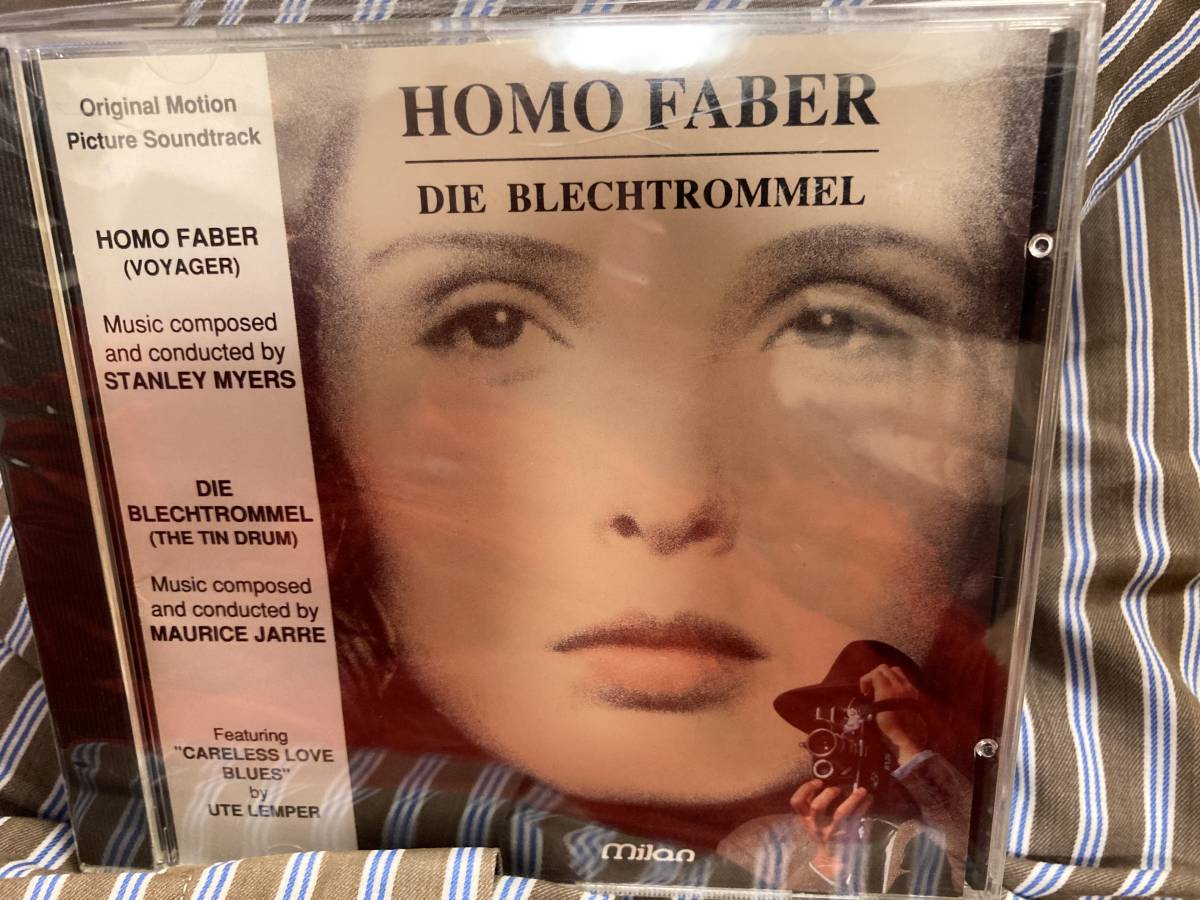 Original Motion
Picture Soundtrack
HOMO FABER
(VOYAGER)
Music composed
and conducted by
STANLEY MYERS
DIE
BLECHTROMMEL
(THE TIN DRUM)
Music composed
and conducted by
MAURICE JARRE
Featuring
"CARELESS LOVE
BLUES"
by
UTE LEMPER
HOMO FABER
DIE BLECHTROMMEL
milan